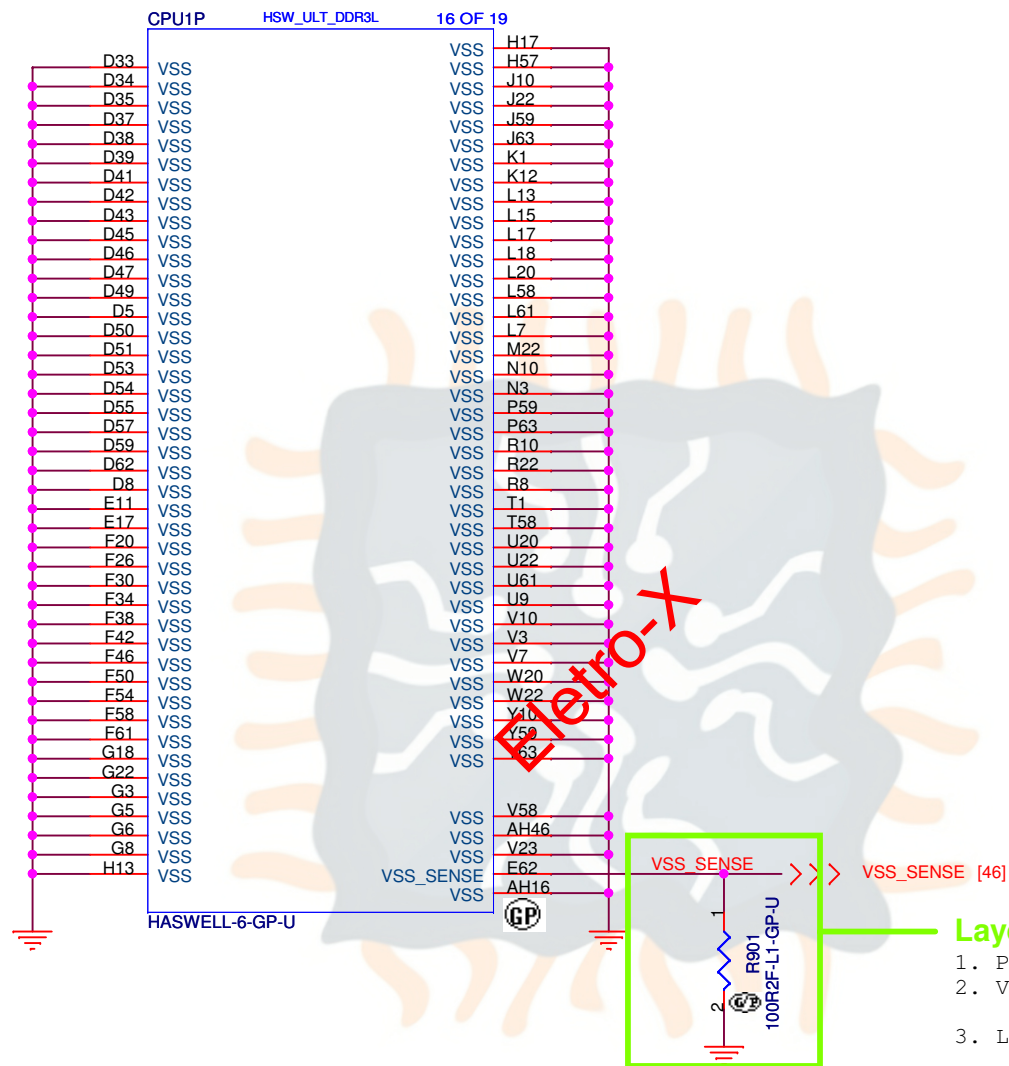 CPU1P HSW_ULT_DDR3L 16 OF 19
VSS H17
D33 VSS VSS H57
D34 VSS VSS J10
D35 VSS VSS J22
D37 VSS VSS J59
D38 VSS VSS J63
D39 VSS VSS K1
D41 VSS VSS K12
D42 VSS VSS L13
D43 VSS VSS L15
D45 VSS VSS L17
D46 VSS VSS L18
D47 VSS VSS L20
D49 VSS VSS L58
D5 VSS VSS L61
D50 VSS VSS L7
D51 VSS VSS M22
D53 VSS VSS N10
D54 VSS VSS N3
D55 VSS VSS P59
D57 VSS VSS P63
D59 VSS VSS R10
D62 VSS VSS R22
D8 VSS VSS R8
E11 VSS VSS T1
E17 VSS VSS T58
F20 VSS VSS U20
F26 VSS VSS U22
F30 VSS VSS U61
F34 VSS VSS U9
F38 VSS VSS V10
F42 VSS VSS V3
F46 VSS VSS V7
F50 VSS VSS W20
F54 VSS VSS W22
F58 VSS VSS Y10
F61 VSS VSS Y59
G18 VSS VSS
G22 VSS
G3 VSS
G5 VSS VSS V58
G6 VSS VSS AH46
G8 VSS VSS V23
H13 VSS VSS_SENSE E62
VSS AH16
HASWELL-6-GP-U
GP
Eletro-X
VSS_SENSE
VSS_SENSE [46]
1
R901
100R2F-L1-GP-U
2
G/P
Lay
1. P
2. V
3. L